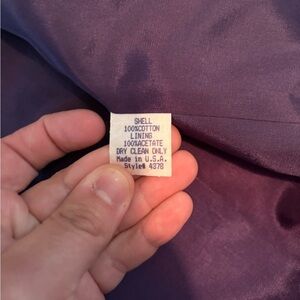 SHELL
100%COTTON
LINING
100%ACETATE
DRY CLEAN ONLY
Made in U.S.A.
Style# 4378